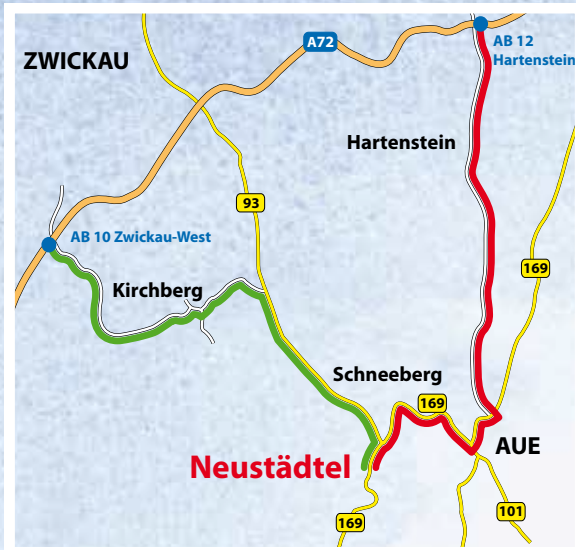 A72
AB 12
Hartenstein
ZWICKAU
Hartenstein
93
AB 10 Zwickau-West
169
Kirchberg
Schneeberg
169
AUE
Neustädtel
101
169